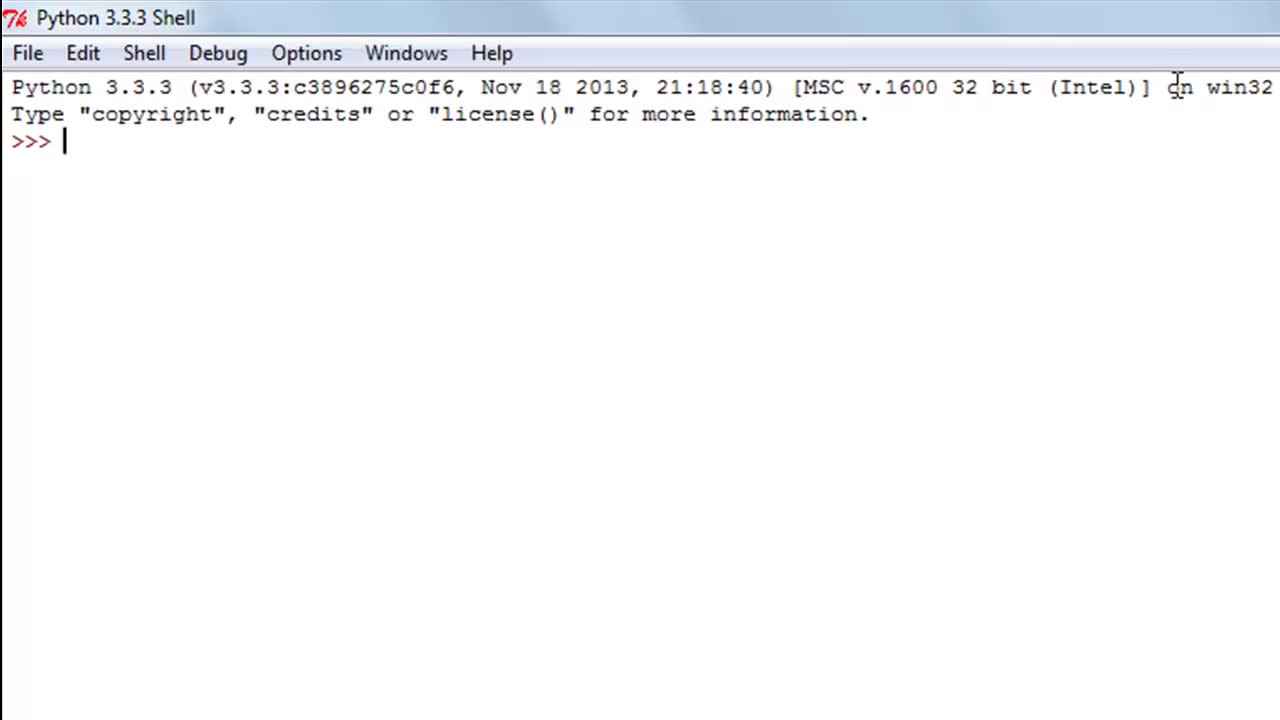 Python 3.3.3 Shell
File Edit Shell Debug Options Windows Help
Python 3.3.3 (v3.3.3:c3896275c0f6, Nov 18 2013, 21:18:40) [MSC v.1600 32 bit (Intel)] on win32
Type "copyright", "credits" or "license()" for more information.
>>>